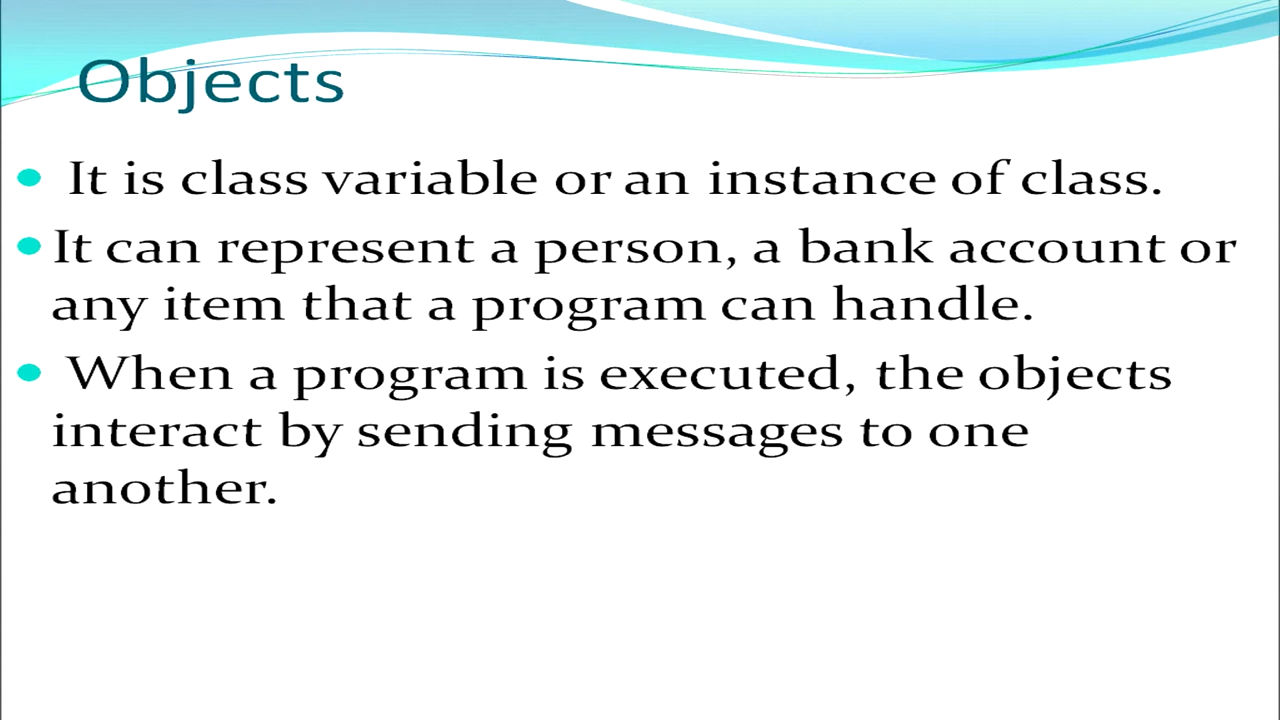 Objects
It is class variable or an instance of class.
It can represent a person, a bank account or
any item that a program can handle.
When a program is executed, the objects
interact by sending messages to one
another.